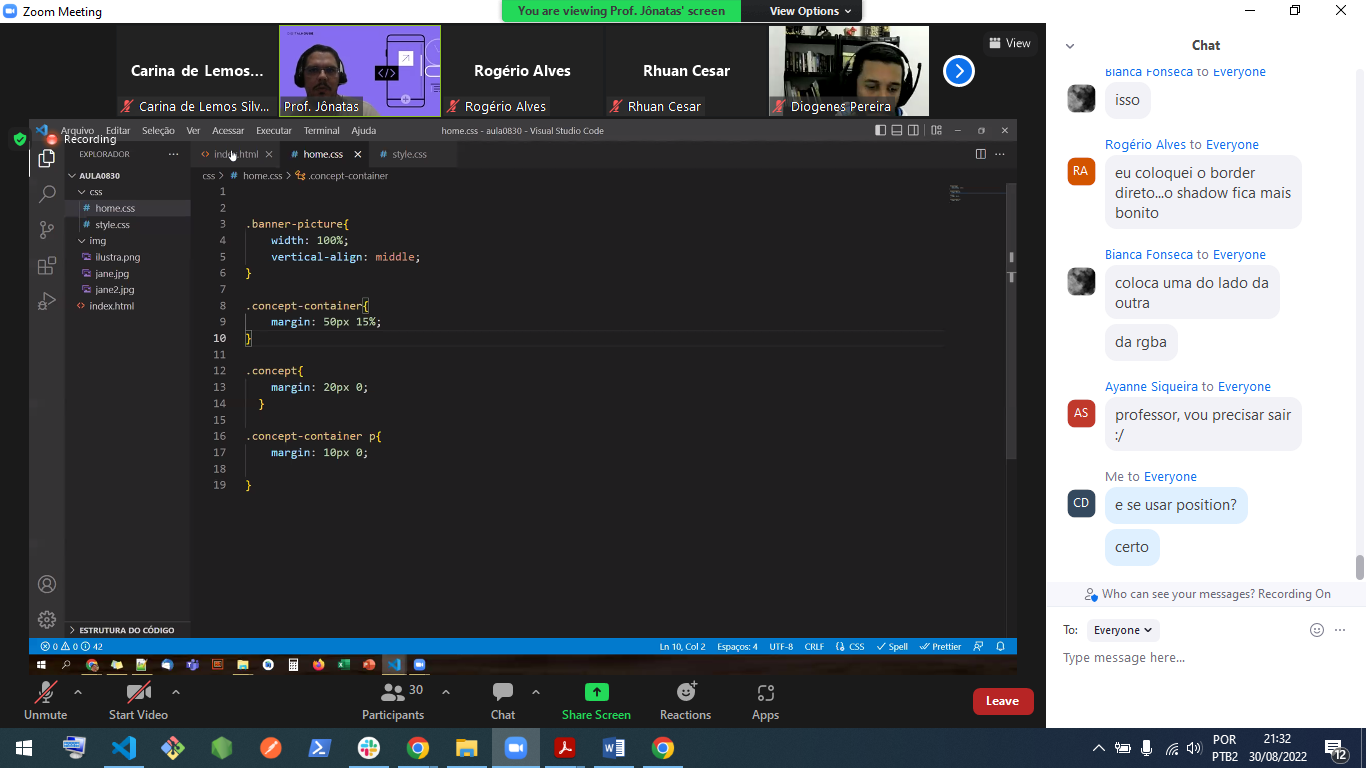 Zoom Meeting
You are viewing Prof. Jônatas' screen
View Options
Carina de Lemos...
Rogério Alves
Rhuan Cesar
View
Carina de Lemos Silv...
Prof. Jônatas
Rogério Alves
Rhuan Cesar
Diogenes Pereira
Recording
Arquivo Editar Seleção Ver Acessar Executar Terminal Ajuda
home.css - aula0830 - Visual Studio Code
EXPLORADOR
index.html
home.css
style.css
AULA0830
css
home.css
style.css
img
ilustra.png
jane.jpg
jane2.jpg
index.html
ESTRUTURA DO CÓDIGO
css > # home.css > .concept-container
1
2
3 .banner-picture{
4 width: 100%;
5 vertical-align: middle;
6 }
7
8 .concept-container{
9 margin: 50px 15%;
10 }
11
12 .concept{
13 margin: 20px 0;
14 }
15
16 .concept-container p{
17 margin: 10px 0;
18
19 }
0 0 42
Ln 10, Col 2 Espaços: 4 UTF-8 CRLF CSS Spell Prettier
Unmute
Start Video
30
Participants
Chat
Share Screen
Reactions
Apps
Leave
Chat
Bianca Fonseca to Everyone
isso
Rogério Alves to Everyone
RA
eu coloquei o border
direto...o shadow fica mais
bonito
Bianca Fonseca to Everyone
coloca uma do lado da
outra
da rgba
Ayanne Siqueira to Everyone
AS
professor, vou precisar sair
:/
Me to Everyone
CD
e se usar position?
certo
Who can see your messages? Recording On
To: Everyone
Type message here...
POR
PTB2
21:32
30/08/2022
12